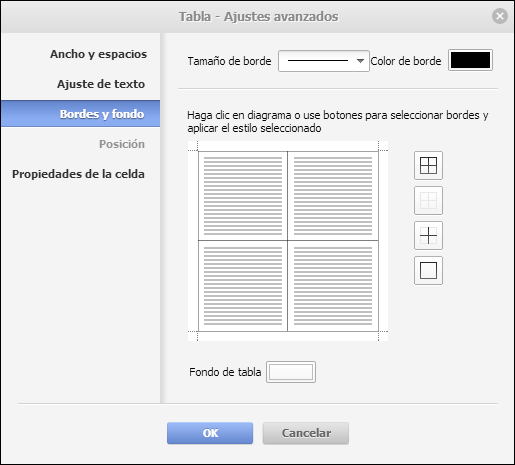 Tabla - Ajustes avanzados
Ancho y espacios
Ajuste de texto
Bordes y fondo
Posición
Propiedades de la celda
Tamaño de borde
Color de borde
Haga clic en diagrama o use botones para seleccionar bordes y
aplicar el estilo seleccionado
Fondo de tabla
OK
Cancelar